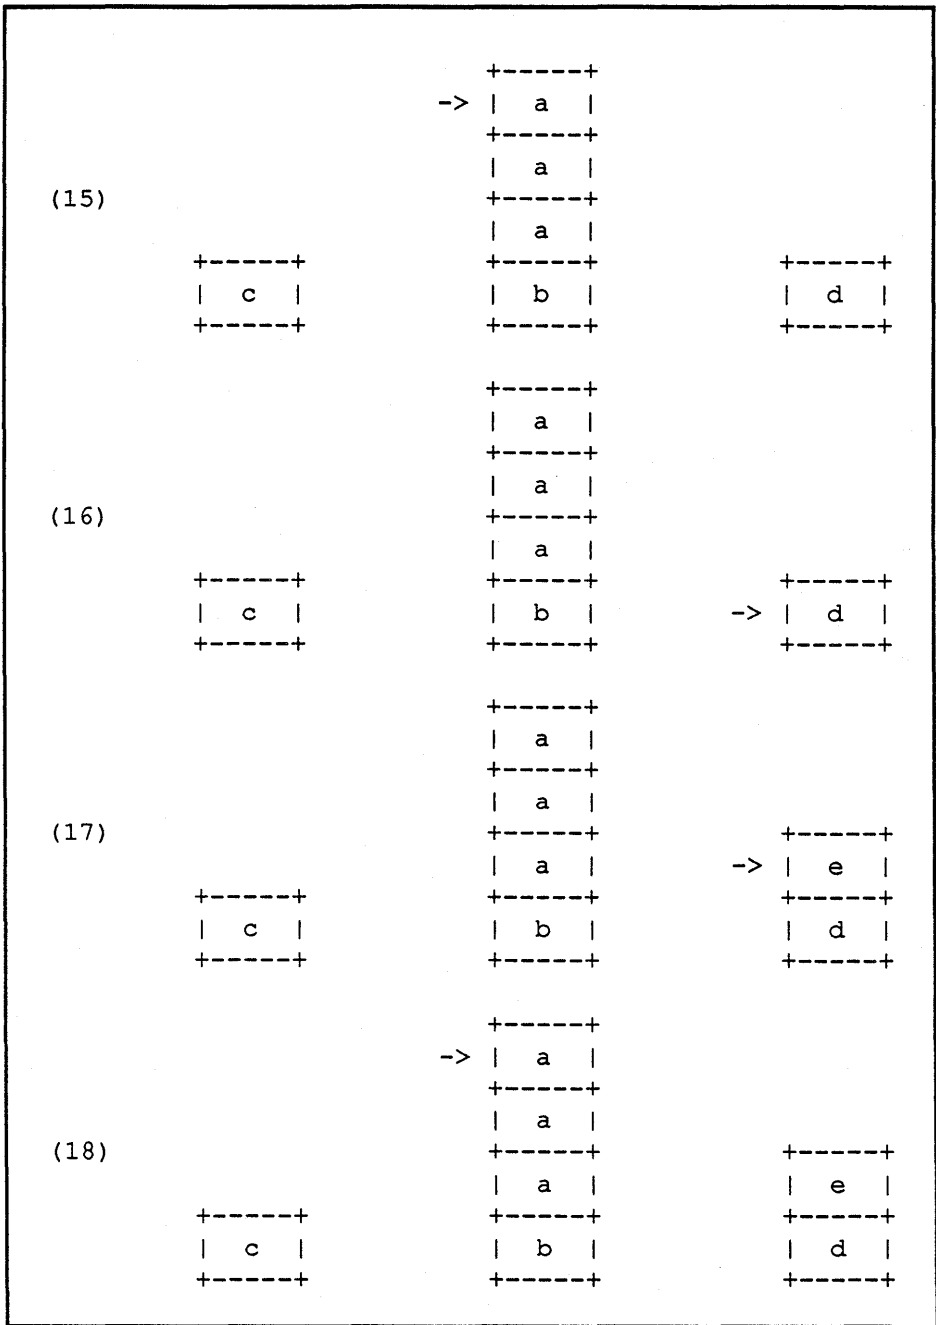 +------+
                            ->  |  a   |
                                +------+
                                |  a   |
(15)                            +------+
                                |  a   |
            +------+            +------+            +------+
            |  c   |            |  b   |            |  d   |
            +------+            +------+            +------+
                                +------+
                                |  a   |
                                +------+
                                |  a   |
(16)                            +------+
                                |  a   |
            +------+            +------+            +------+
            |  c   |            |  b   |        ->  |  d   |
            +------+            +------+            +------+
                                +------+
                                |  a   |
                                +------+
                                |  a   |
(17)                            +------+            +------+
                                |  a   |        ->  |  e   |
            +------+            +------+            +------+
            |  c   |            |  b   |            |  d   |
            +------+            +------+            +------+
                                +------+
                            ->  |  a   |
                                +------+
                                |  a   |
(18)                            +------+            +------+
                                |  a   |            |  e   |
            +------+            +------+            +------+
            |  c   |            |  b   |            |  d   |
            +------+            +------+            +------+